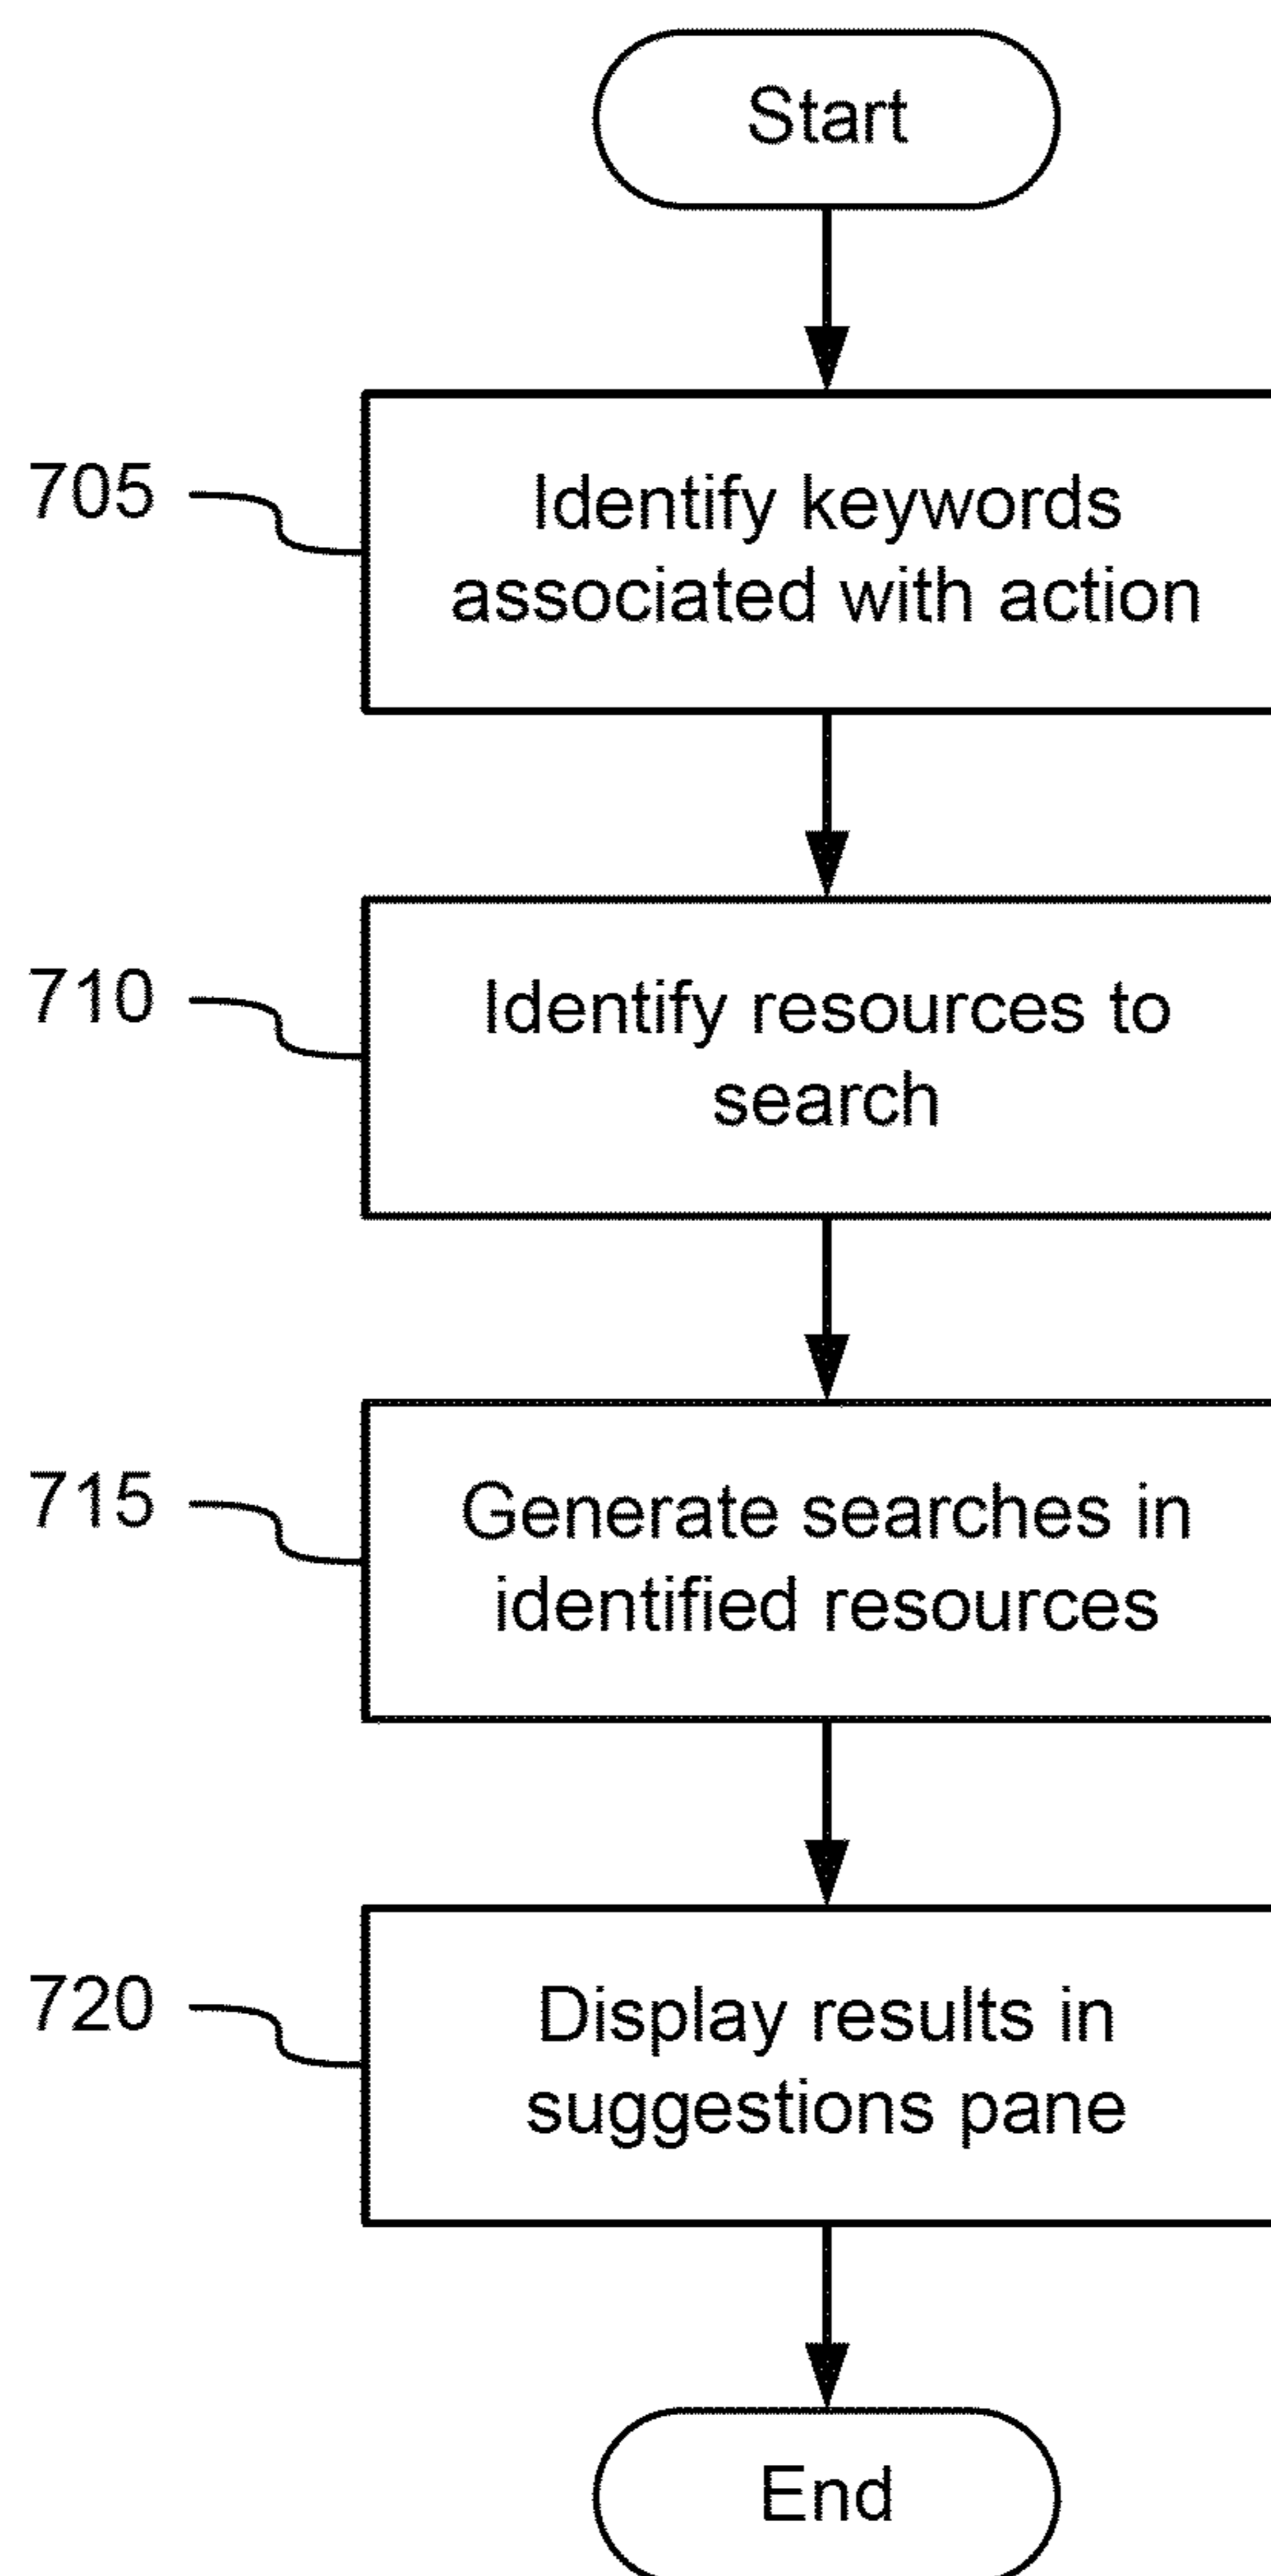 Start
705
Identify keywords
associated with action
710
Identify resources to
search
715
Generate searches in
identified resources
720
Display results in
suggestions pane
End